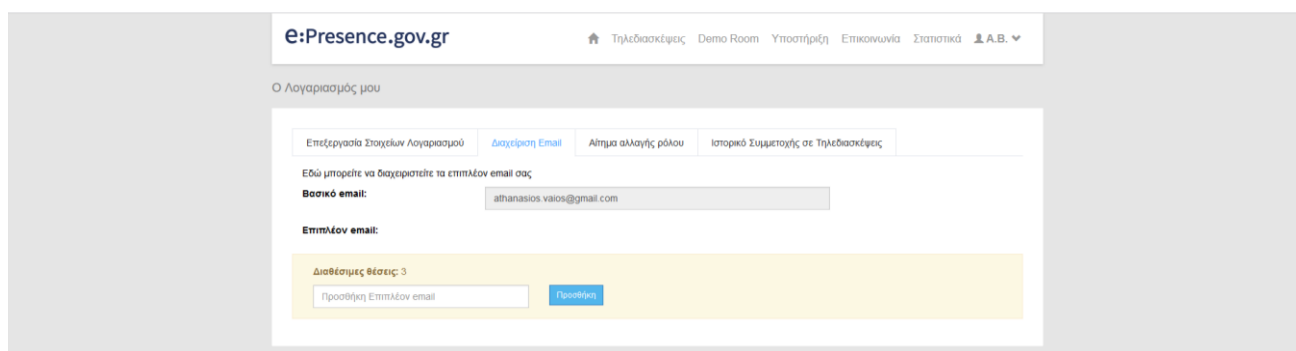 e:Presence.gov.gr
Τηλεδιασκέψεις Demo Room Υποστήριξη Επικοινωνία Στατιστικά A.B.
Ο Λογαριασμός μου
Επεξεργασία Στοιχείων Λογαριασμού Διαχείριση Email Αίτημα αλλαγής ρόλου Ιστορικό Συμμετοχής σε Τηλεδιασκέψεις
Εδώ μπορείτε να διαχειριστείτε τα επιπλέον email σας
Βασικό email: athanasios.vaios@gmail.com
Επιπλέον email:
Διαθέσιμες θέσεις: 3
Προσθήκη Επιπλέον email Προσθήκη